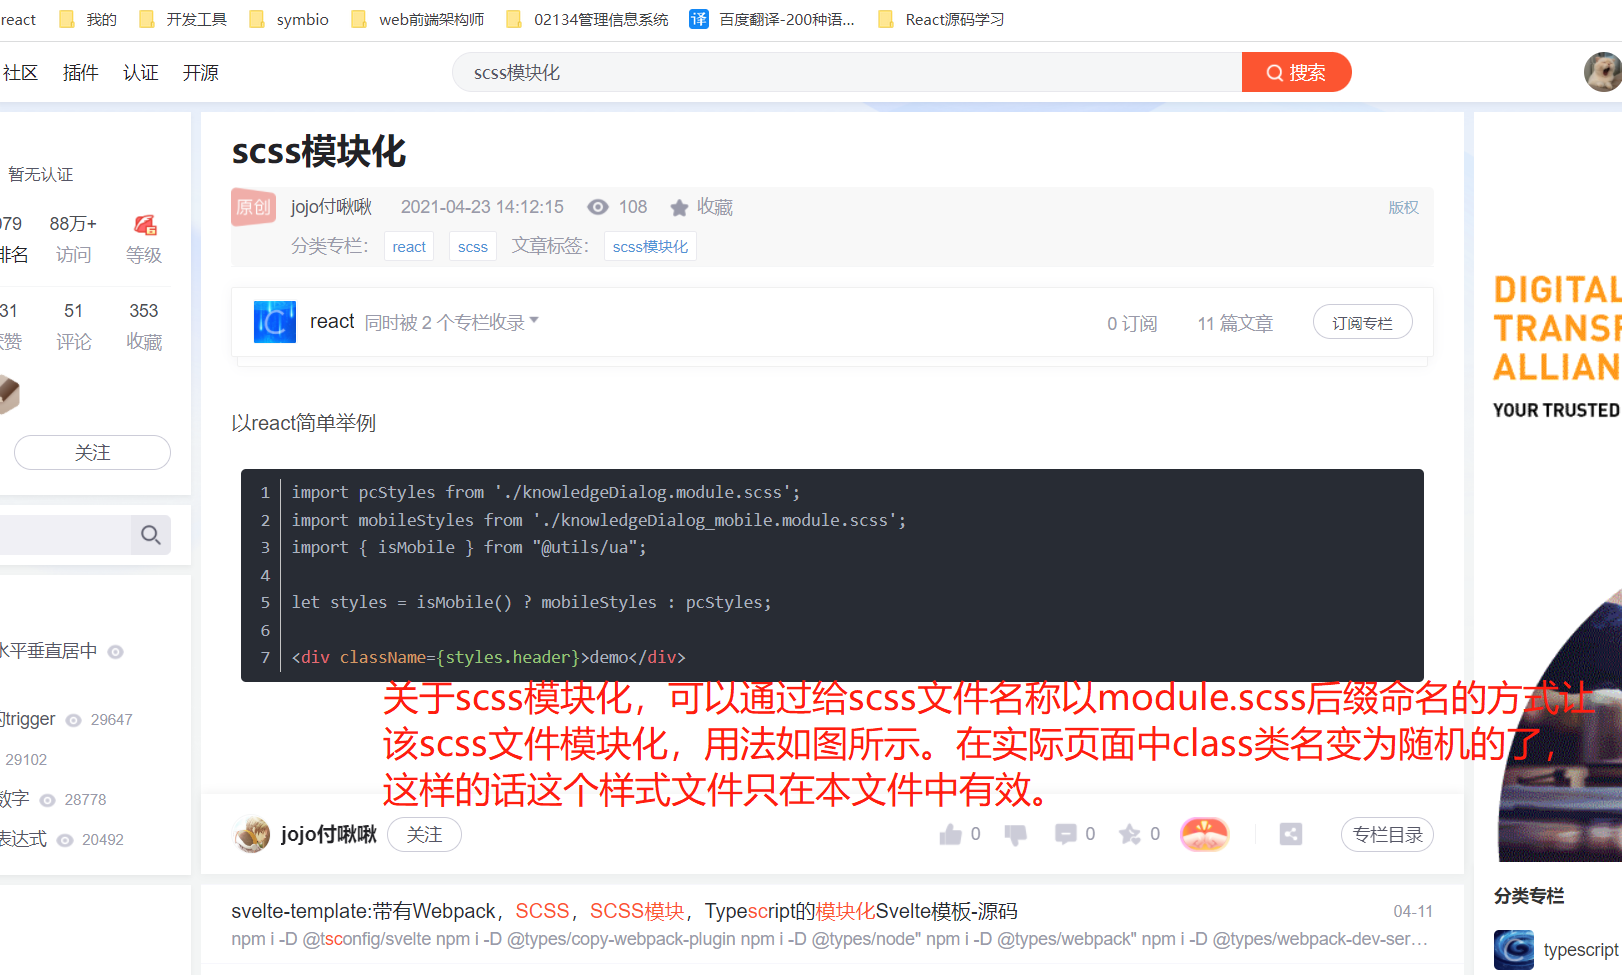 react 我的 开发工具 symbio web前端架构师 02134管理信息系统 译 百度翻译-200种语... React源码学习
社区 插件 认证 开源 scss模块化 搜索
暂无认证
079 88万+
排名 访问 等级
31 51 353
获赞 评论 收藏
关注
水平垂直居中
的trigger 29647
29102
数字 28778
表达式 20492
scss模块化
原创 jojo付啾啾 2021-04-23 14:12:15 108 收藏 版权
分类专栏： react scss 文章标签： scss模块化
react 同时被 2 个专栏收录 0 订阅 11 篇文章 订阅专栏
以react简单举例
1 import pcStyles from './knowledgeDialog.module.scss';
2 import mobileStyles from './knowledgeDialog_mobile.module.scss';
3 import { isMobile } from "@utils/ua";
4
5 let styles = isMobile() ? mobileStyles : pcStyles;
6
7 <div className={styles.header}>demo</div>
关于scss模块化，可以通过给scss文件名称以module.scss后缀命名的方式让
该scss文件模块化，用法如图所示。在实际页面中class类名变为随机的了，
这样的话这个样式文件只在本文件中有效。
jojo付啾啾 关注 0 0 0 专栏目录
svelte-template:带有Webpack，SCSS，SCSS模块，Typescript的模块化Svelte模板-源码 04-11
npm i -D @tsconfig/svelte npm i -D @types/copy-webpack-plugin npm i -D @types/node" npm i -D @types/webpack" npm i -D @types/webpack-dev-ser...
DIGITAL
TRANSF
ALLIAN
YOUR TRUSTED
分类专栏
typescript